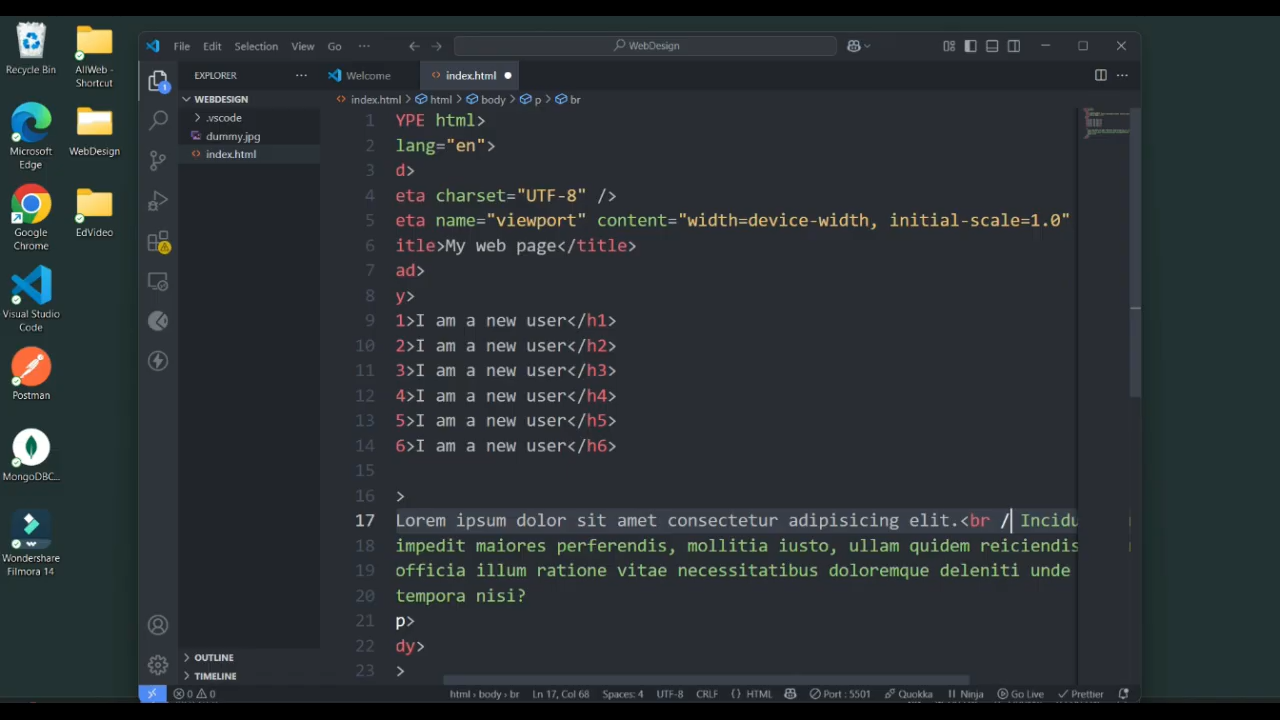 Recycle Bin
AllWeb - Shortcut
Microsoft Edge
WebDesign
Google Chrome
EdVideo
Visual Studio Code
Postman
MongoDBC...
Wondershare Filmora 14
File Edit Selection View Go ··· WebDesign
EXPLORER ··· Welcome index.html
WEBDESIGN
index.html > html > body > p > br
.vscode
dummy.jpg
index.html
1 YPE html>
2 lang="en">
3 d>
4 eta charset="UTF-8" />
5 eta name="viewport" content="width=device-width, initial-scale=1.0"
6 itle>My web page</title>
7 ad>
8 y>
9 1>I am a new user</h1>
10 2>I am a new user</h2>
11 3>I am a new user</h3>
12 4>I am a new user</h4>
13 5>I am a new user</h5>
14 6>I am a new user</h6>
15
16 >
17 Lorem ipsum dolor sit amet consectetur adipisicing elit.<br / Incidu
18 impedit maiores perferendis, mollitia iusto, ullam quidem reiciendis
19 officia illum ratione vitae necessitatibus doloremque deleniti unde
20 tempora nisi?
21 p>
22 dy>
23 >
OUTLINE
TIMELINE
0 0 html > body > br Ln 17, Col 68 Spaces: 4 UTF-8 CRLF {} HTML Port : 5501 Quokka Ninja Go Live Prettier